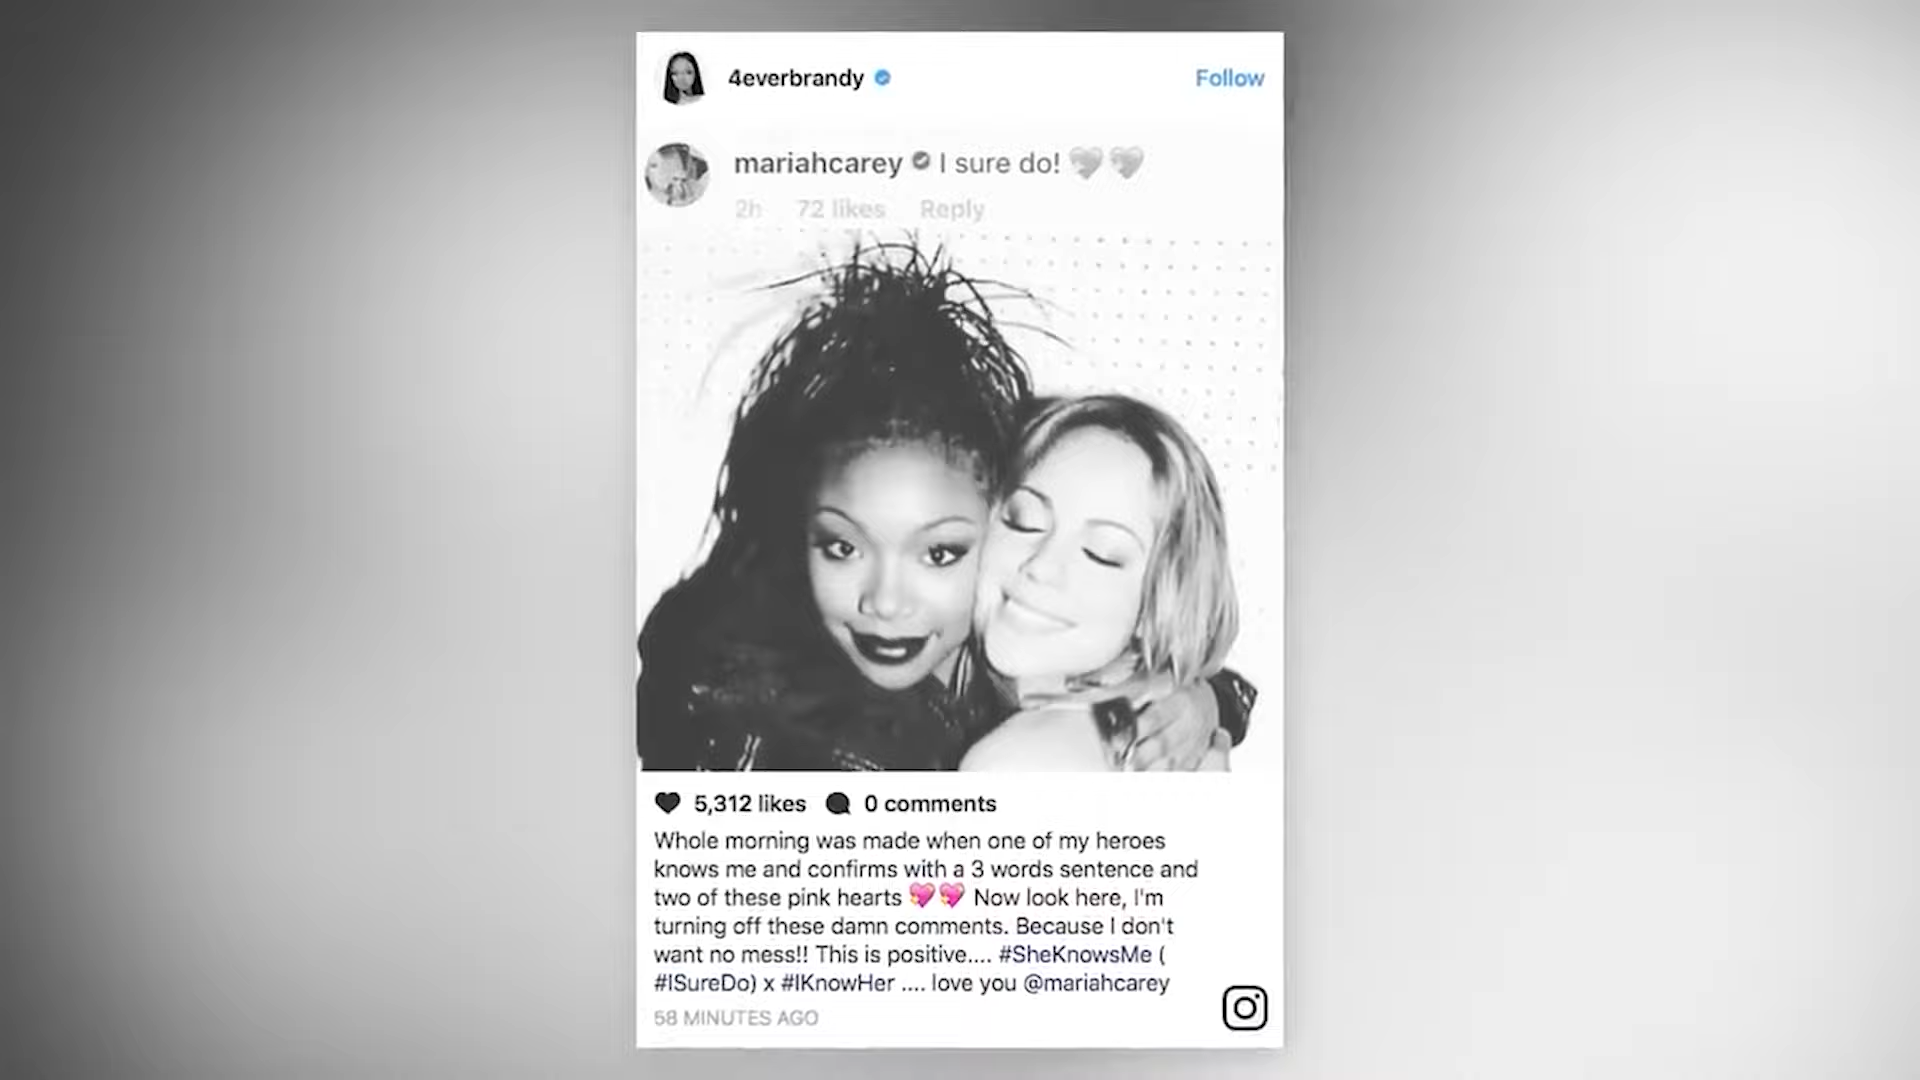 4everbrandy Follow
mariahcarey I sure do! 💖💖
2h 72 likes Reply
5,312 likes 0 comments
Whole morning was made when one of my heroes
knows me and confirms with a 3 words sentence and
two of these pink hearts 💖💖 Now look here, I'm
turning off these damn comments. Because I don't
want no mess!! This is positive.... #SheKnowsMe (
#ISureDo) x #IKnowHer .... love you @mariahcarey
58 MINUTES AGO